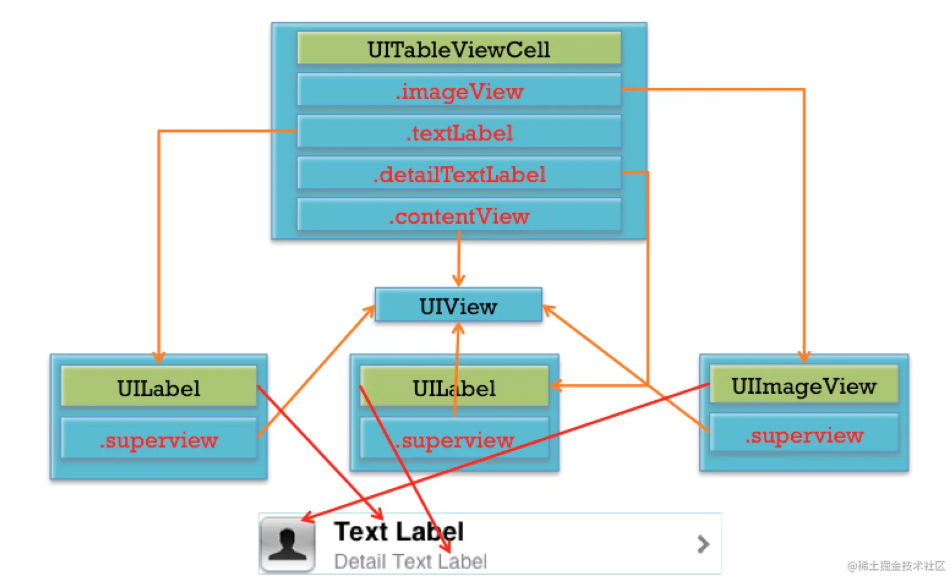 UITableViewCell
.imageView
.textLabel
.detailTextLabel
.contentView
UIView
UILabel
.superview
UILabel
.superview
UIImageView
.superview
Text Label
Detail Text Label
@稀土掘金技术社区